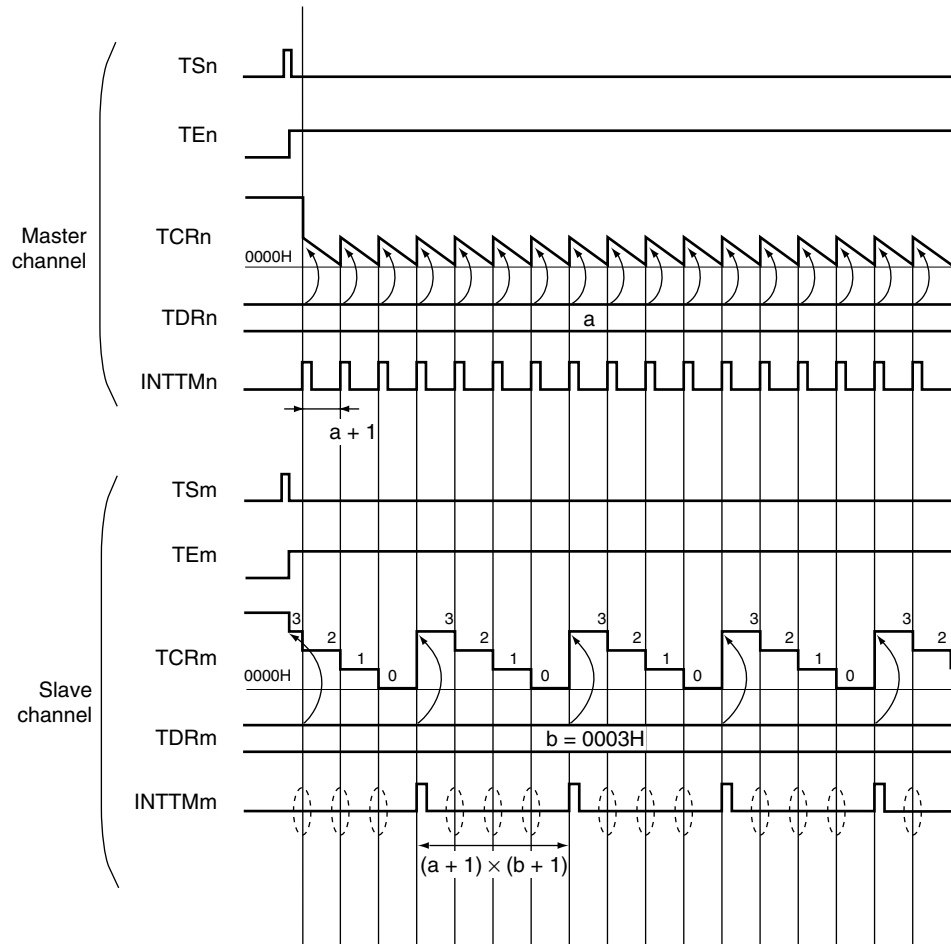 TSn
TEn
TCRn
0000H
Master
channel
TDRn
a
INTTMn
a + 1
TSm
TEm
3 2 1 0 3 2 1 0 3 2 1 0 3 2 1 0 3 2
TCRm
0000H
Slave
channel
TDRm
b = 0003H
INTTMm
(a + 1) × (b + 1)